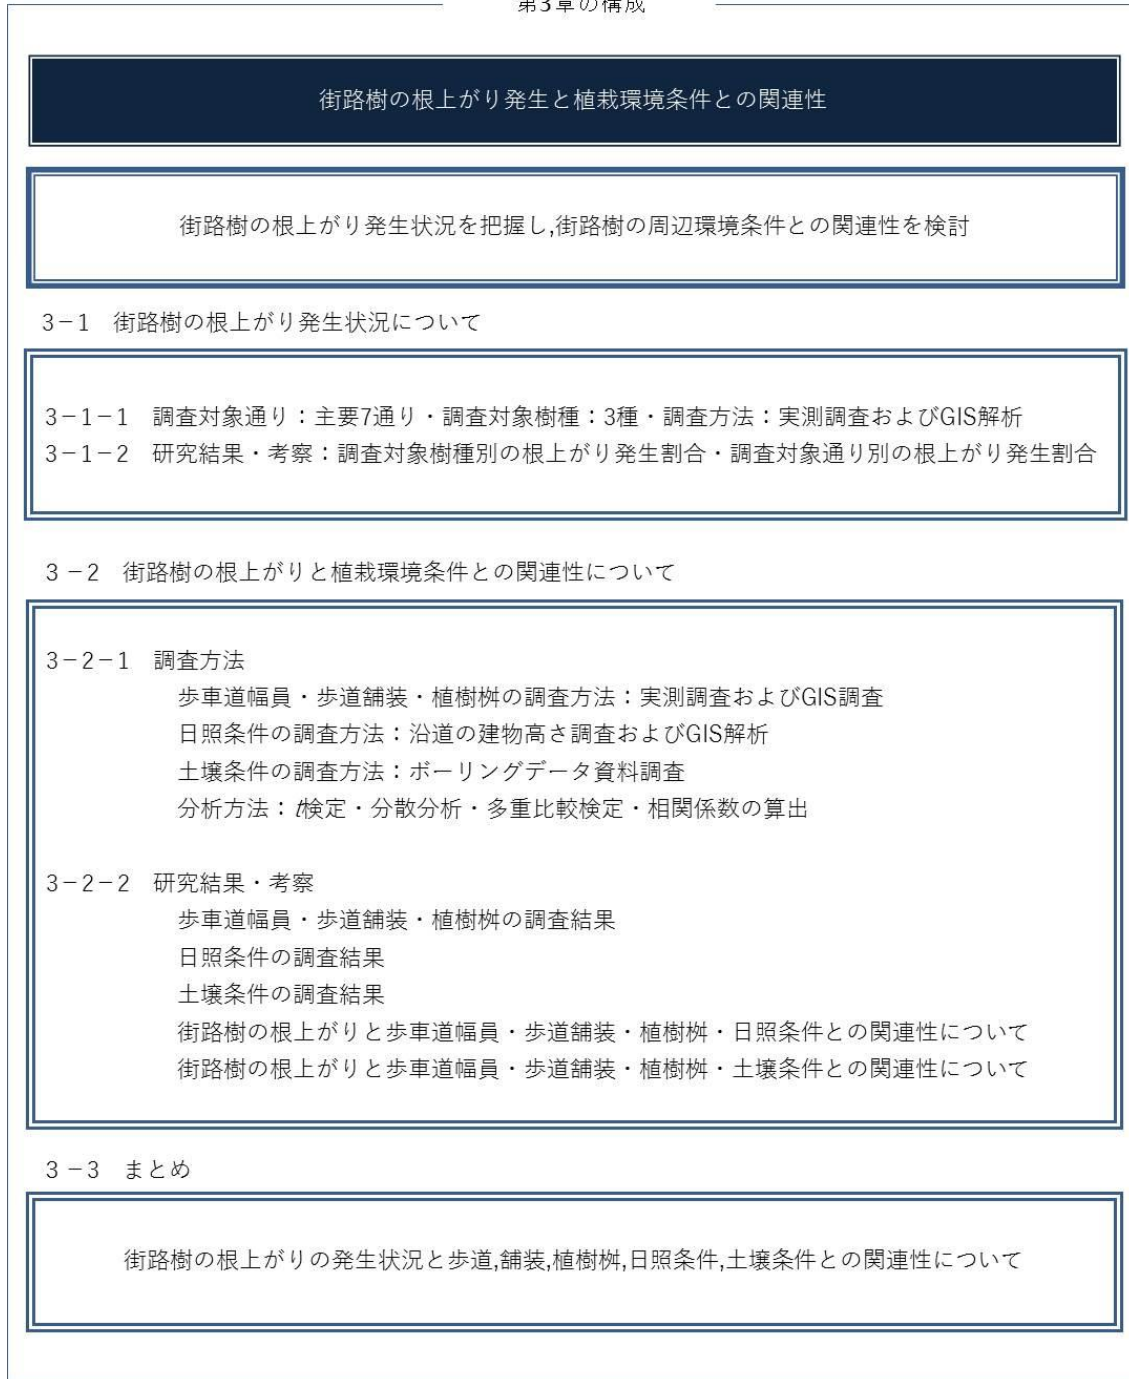 第3章の構成
街路樹の根上がり発生と植栽環境条件との関連性
街路樹の根上がり発生状況を把握し,街路樹の周辺環境条件との関連性を検討
3－1　街路樹の根上がり発生状況について
3－1－1　調査対象通り：主要7通り・調査対象樹種：3種・調査方法：実測調査およびGIS解析
3－1－2　研究結果・考察：調査対象樹種別の根上がり発生割合・調査対象通り別の根上がり発生割合
3－2　街路樹の根上がりと植栽環境条件との関連性について
3－2－1　調査方法
歩車道幅員・歩道舗装・植樹桝の調査方法：実測調査およびGIS調査
日照条件の調査方法：沿道の建物高さ調査およびGIS解析
土壌条件の調査方法：ボーリングデータ資料調査
分析方法：t検定・分散分析・多重比較検定・相関係数の算出
3－2－2　研究結果・考察
歩車道幅員・歩道舗装・植樹桝の調査結果
日照条件の調査結果
土壌条件の調査結果
街路樹の根上がりと歩車道幅員・歩道舗装・植樹桝・日照条件との関連性について
街路樹の根上がりと歩車道幅員・歩道舗装・植樹桝・土壌条件との関連性について
3－3　まとめ
街路樹の根上がりの発生状況と歩道,舗装,植樹桝,日照条件,土壌条件との関連性について